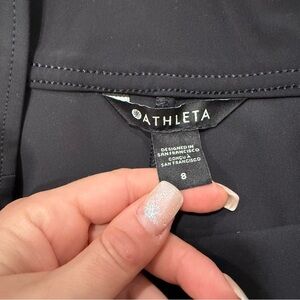 ATHLETA
DESIGNED IN
SAN FRANCISCO
CONÇU À
SAN FRANCISCO
8